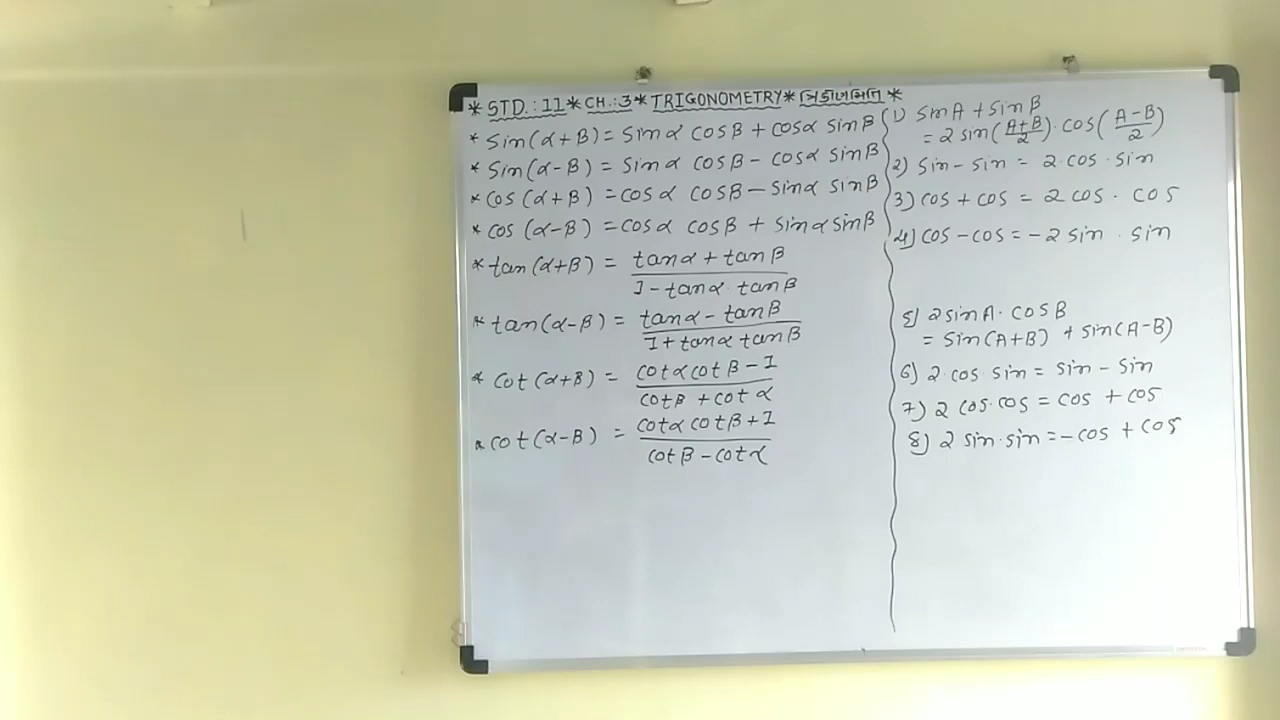 * STD.:11 * CH.:3 * TRIGONOMETRY * ત્રિકોણમિતિ *
* sin(α+β) = sinα cosβ + cosα sinβ
* sin(α-β) = sinα cosβ - cosα sinβ
* cos(α+β) = cosα cosβ - sinα sinβ
* cos(α-β) = cosα cosβ + sinα sinβ
* tan(α+β) = tanα + tanβ
1 - tanα · tanβ
* tan(α-β) = tanα - tanβ
1 + tanα tanβ
* cot(α+β) = cotα cotβ - 1
cotβ + cotα
* cot(α-β) = cotα cotβ + 1
cotβ - cotα
1) sinA + sinB
= 2 sin(A+B/2) · cos(A-B/2)
2) sin - sin = 2 · cos · sin
3) cos + cos = 2 cos · cos
4) cos - cos = -2 sin · sin
5) 2 sinA · cosB
= sin(A+B) + sin(A-B)
6) 2 · cos · sin = sin - sin
7) 2 cos · cos = cos + cos
8) 2 sin · sin = - cos + cos